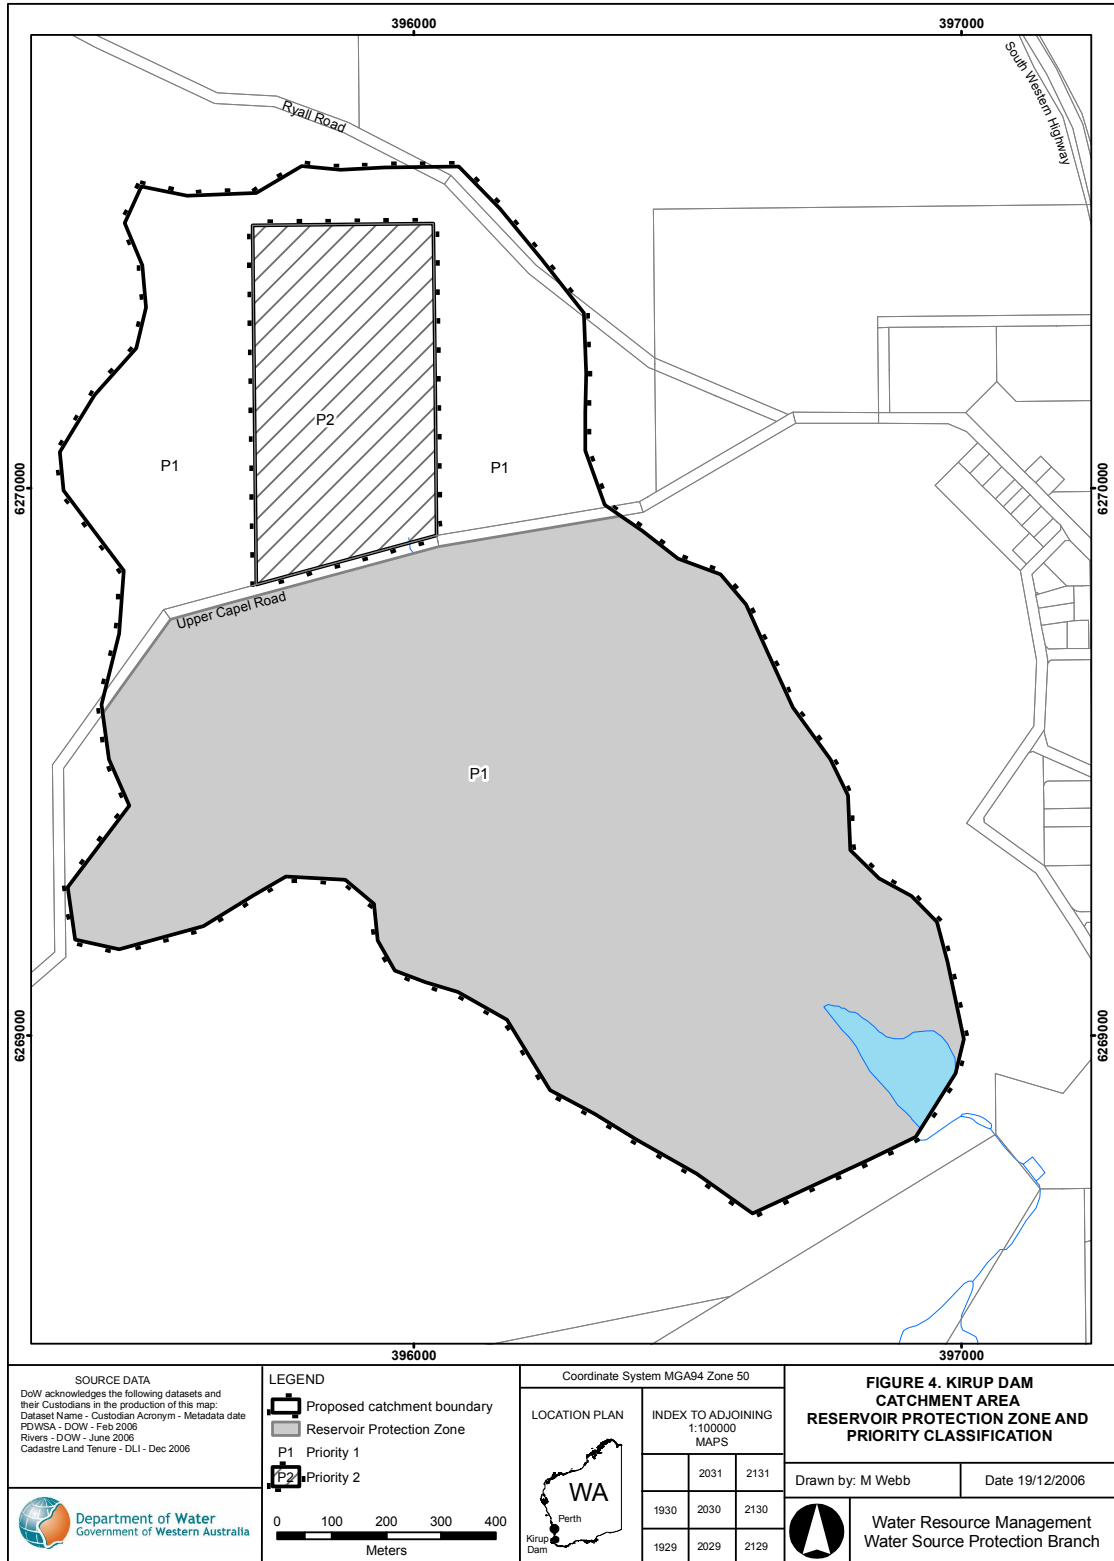 396000
397000
South Western Highway
Ryall Road
P2
P1
P1
6270000
6270000
Upper Capel Road
P1
6269000
6269000
396000
397000
SOURCE DATA
DoW acknowledges the following datasets and
their Custodians in the production of this map:
Dataset Name - Custodian Acronym - Metadata date
PDWSA - DOW - Feb 2006
Rivers - DOW - June 2006
Cadastre Land Tenure - DLI - Dec 2006
Department of Water
Government of Western Australia
LEGEND
Proposed catchment boundary
Reservoir Protection Zone
P1 Priority 1
P2 Priority 2
0 100 200 300 400
Meters
Coordinate System MGA94 Zone 50
LOCATION PLAN
WA
Perth
Kirup
Dam
INDEX TO ADJOINING
1:100000
MAPS
2031 2131
1930 2030 2130
1929 2029 2129
FIGURE 4. KIRUP DAM
CATCHMENT AREA
RESERVOIR PROTECTION ZONE AND
PRIORITY CLASSIFICATION
Drawn by: M Webb
Date 19/12/2006
Water Resource Management
Water Source Protection Branch